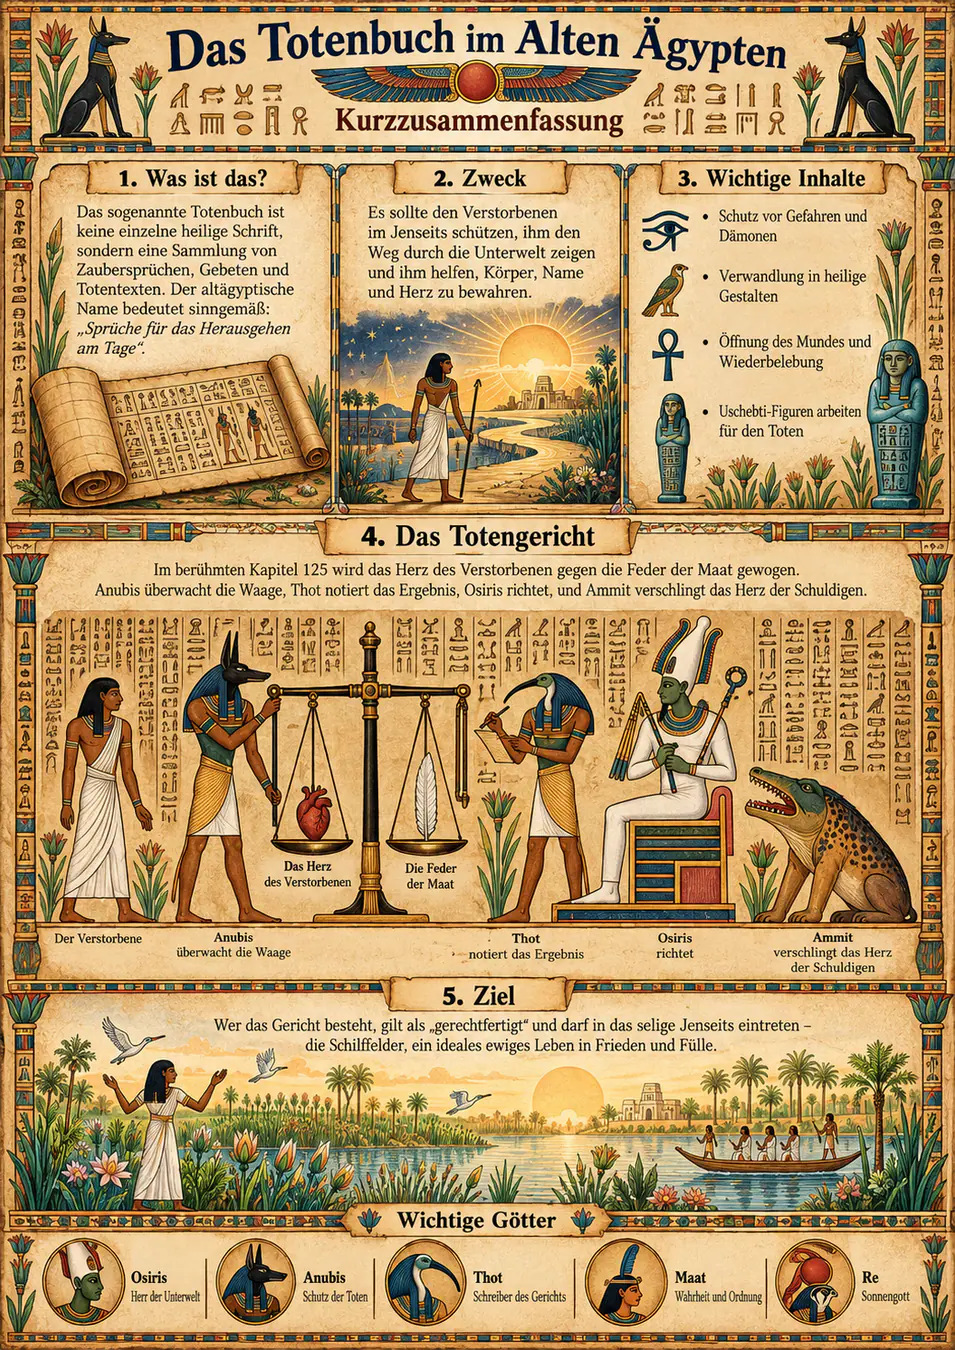 Das Totenbuch im Alten Ägypten
Kurzzusammenfassung
1. Was ist das?
Das sogenannte Totenbuch ist
keine einzelne heilige Schrift,
sondern eine Sammlung von
Zaubersprüchen, Gebeten und
Totentexten. Der altägyptische
Name bedeutet sinngemäß:
„Sprüche für das Herausgehen
am Tage“.
2. Zweck
Es sollte den Verstorbenen
im Jenseits schützen, ihm den
Weg durch die Unterwelt zeigen
und ihm helfen, Körper, Name
und Herz zu bewahren.
3. Wichtige Inhalte
• Schutz vor Gefahren und
Dämonen
• Verwandlung in heilige
Gestalten
• Öffnung des Mundes und
Wiederbelebung
• Uschebti-Figuren arbeiten
für den Toten
4. Das Totengericht
Im berühmten Kapitel 125 wird das Herz des Verstorbenen gegen die Feder der Maat gewogen.
Anubis überwacht die Waage, Thot notiert das Ergebnis, Osiris richtet, und Ammit verschlingt das Herz der Schuldigen.
Das Herz
des Verstorbenen
Die Feder
der Maat
Der Verstorbene
Anubis
überwacht die Waage
Thot
notiert das Ergebnis
Osiris
richtet
Ammit
verschlingt das Herz
der Schuldigen
5. Ziel
Wer das Gericht besteht, gilt als „gerechtfertigt“ und darf in das selige Jenseits eintreten –
die Schilffelder, ein ideales ewiges Leben in Frieden und Fülle.
Wichtige Götter
Osiris
Herr der Unterwelt
Anubis
Schutz der Toten
Thot
Schreiber des Gerichts
Maat
Wahrheit und Ordnung
Re
Sonnengott